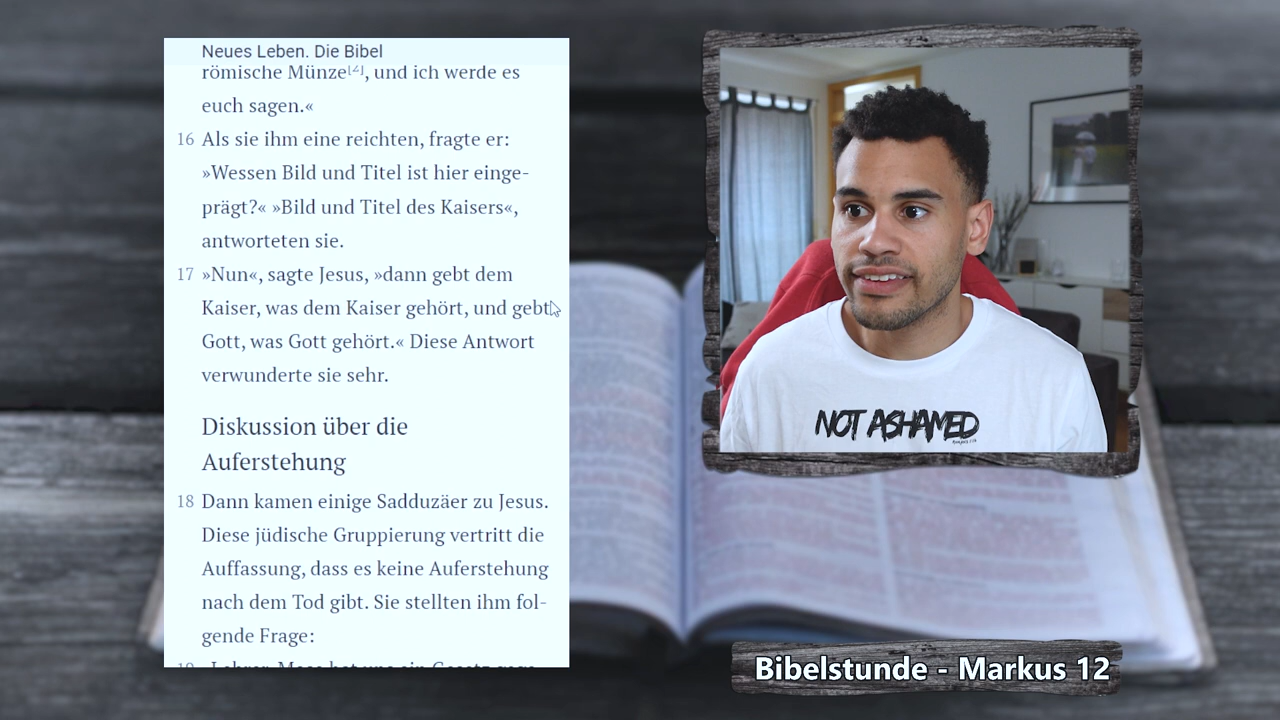 Neues Leben. Die Bibel
römische Münze[2], und ich werde es
euch sagen.«
16 Als sie ihm eine reichten, fragte er:
»Wessen Bild und Titel ist hier einge-
prägt?« »Bild und Titel des Kaisers«,
antworteten sie.
17 »Nun«, sagte Jesus, »dann gebt dem
Kaiser, was dem Kaiser gehört, und gebt
Gott, was Gott gehört.« Diese Antwort
verwunderte sie sehr.
Diskussion über die
Auferstehung
18 Dann kamen einige Sadduzäer zu Jesus.
Diese jüdische Gruppierung vertritt die
Auffassung, dass es keine Auferstehung
nach dem Tod gibt. Sie stellten ihm fol-
gende Frage:
NOT ASHAMED
Bibelstunde - Markus 12